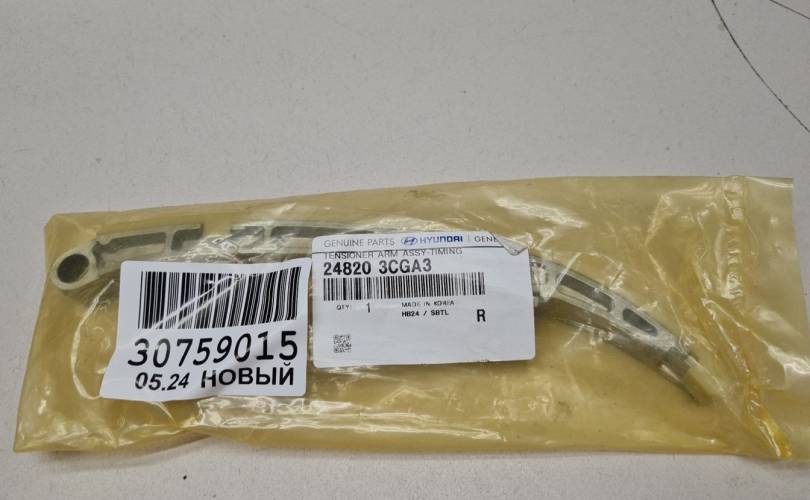 GENUINE PARTS HYUNDAI GENE
TENSIONER ARM ASSY-TIMING
24820 3CGA3
QTY: 1 MADE IN KOREA
HB24 / SBTL R
30759015
05.24 НОВЫЙ